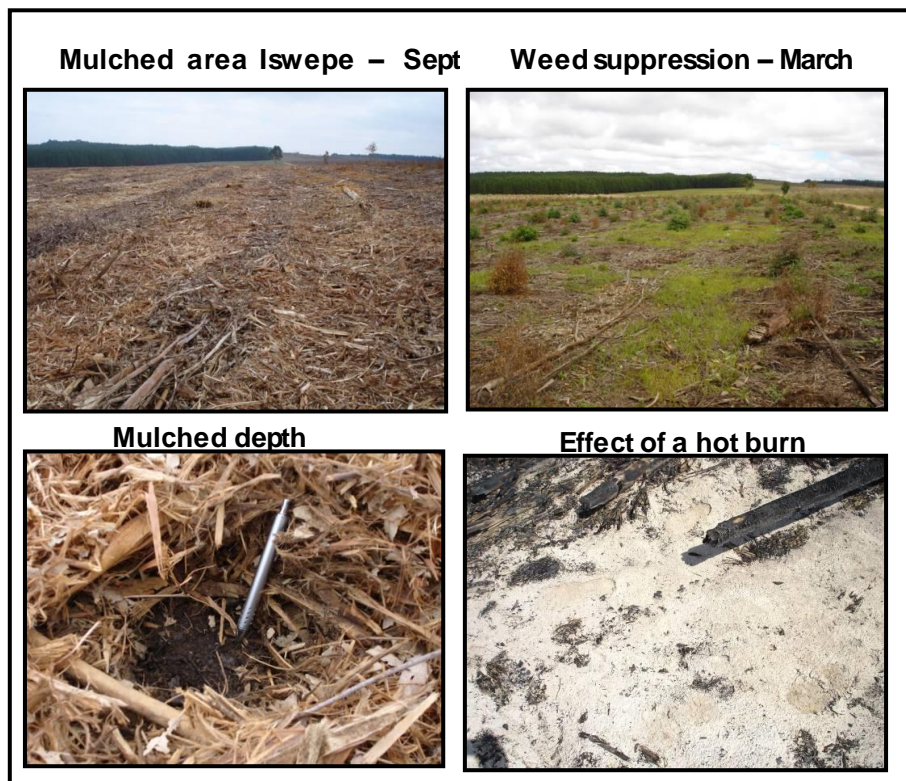 Mulched area Iswepe – Sept
Weed suppression – March
Mulched depth
Effect of a hot burn